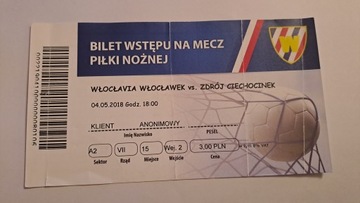 BILET WSTĘPU NA MECZ
PIŁKI NOŻNEJ
WŁOCŁAVIA WŁOCŁAWEK vs. ZDRÓJ CIECHOCINEK
04.05.2018 Godz. 18:00
KLIENT ANONIMOWY
Imię Nazwisko PESEL
A2 VII 15 Wej. 2 3,00 PLN
Sektor Rząd Miejsce Wejście Cena